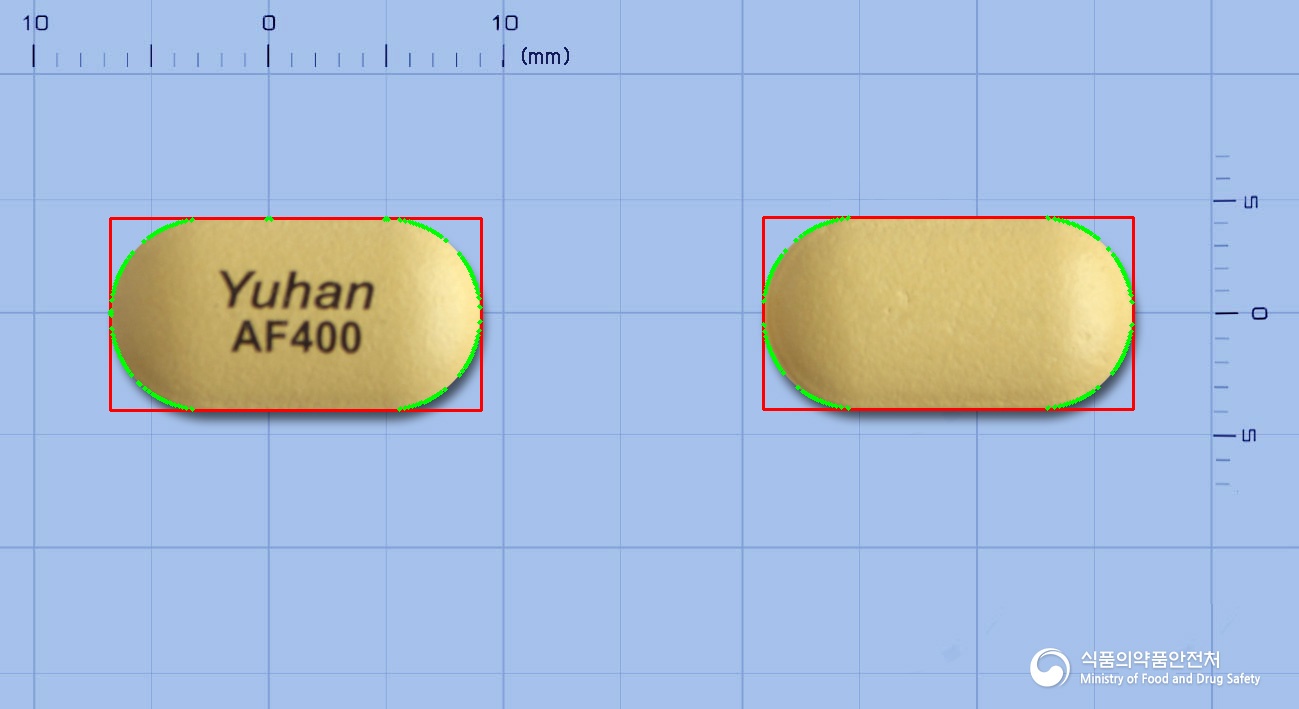 10 0 10
(mm)
Yuhan
AF400
5
0
5
식품의약품안전처
Ministry of Food and Drug Safety